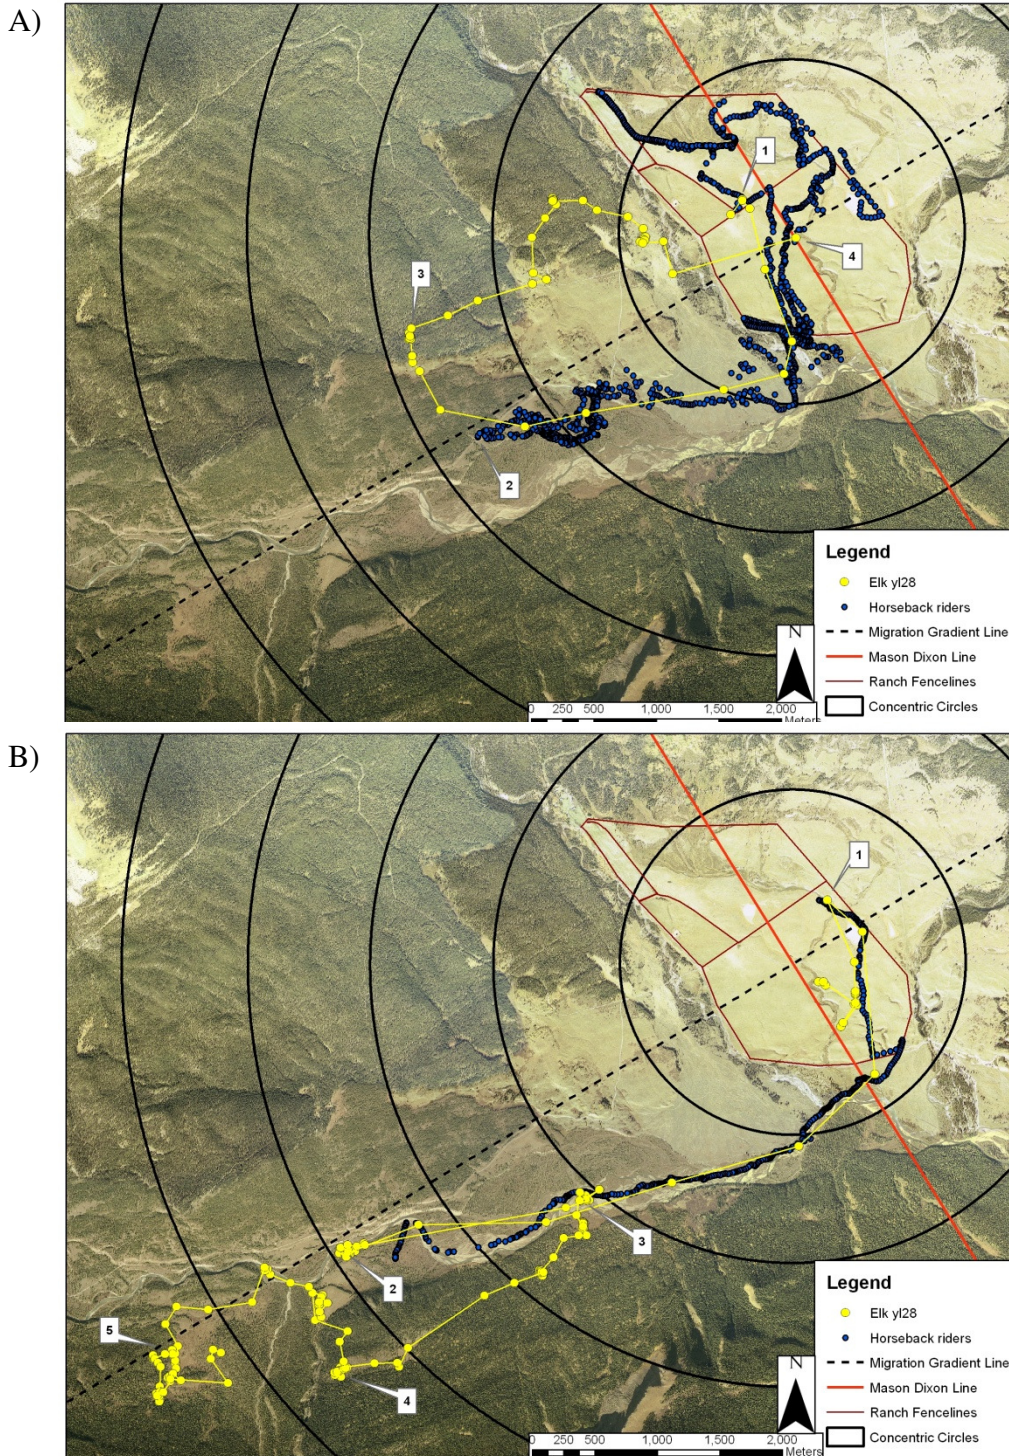 A)
1
4
3
2
Legend
Elk yl28
Horseback riders
Migration Gradient Line
Mason Dixon Line
Ranch Fencelines
Concentric Circles
N
0 250 500 1,000 1,500 2,000
Meters
B)
1
3
2
5
4
Legend
Elk yl28
Horseback riders
Migration Gradient Line
Mason Dixon Line
Ranch Fencelines
Concentric Circles
N
0 250 500 1,000 1,500 2,000
Meters